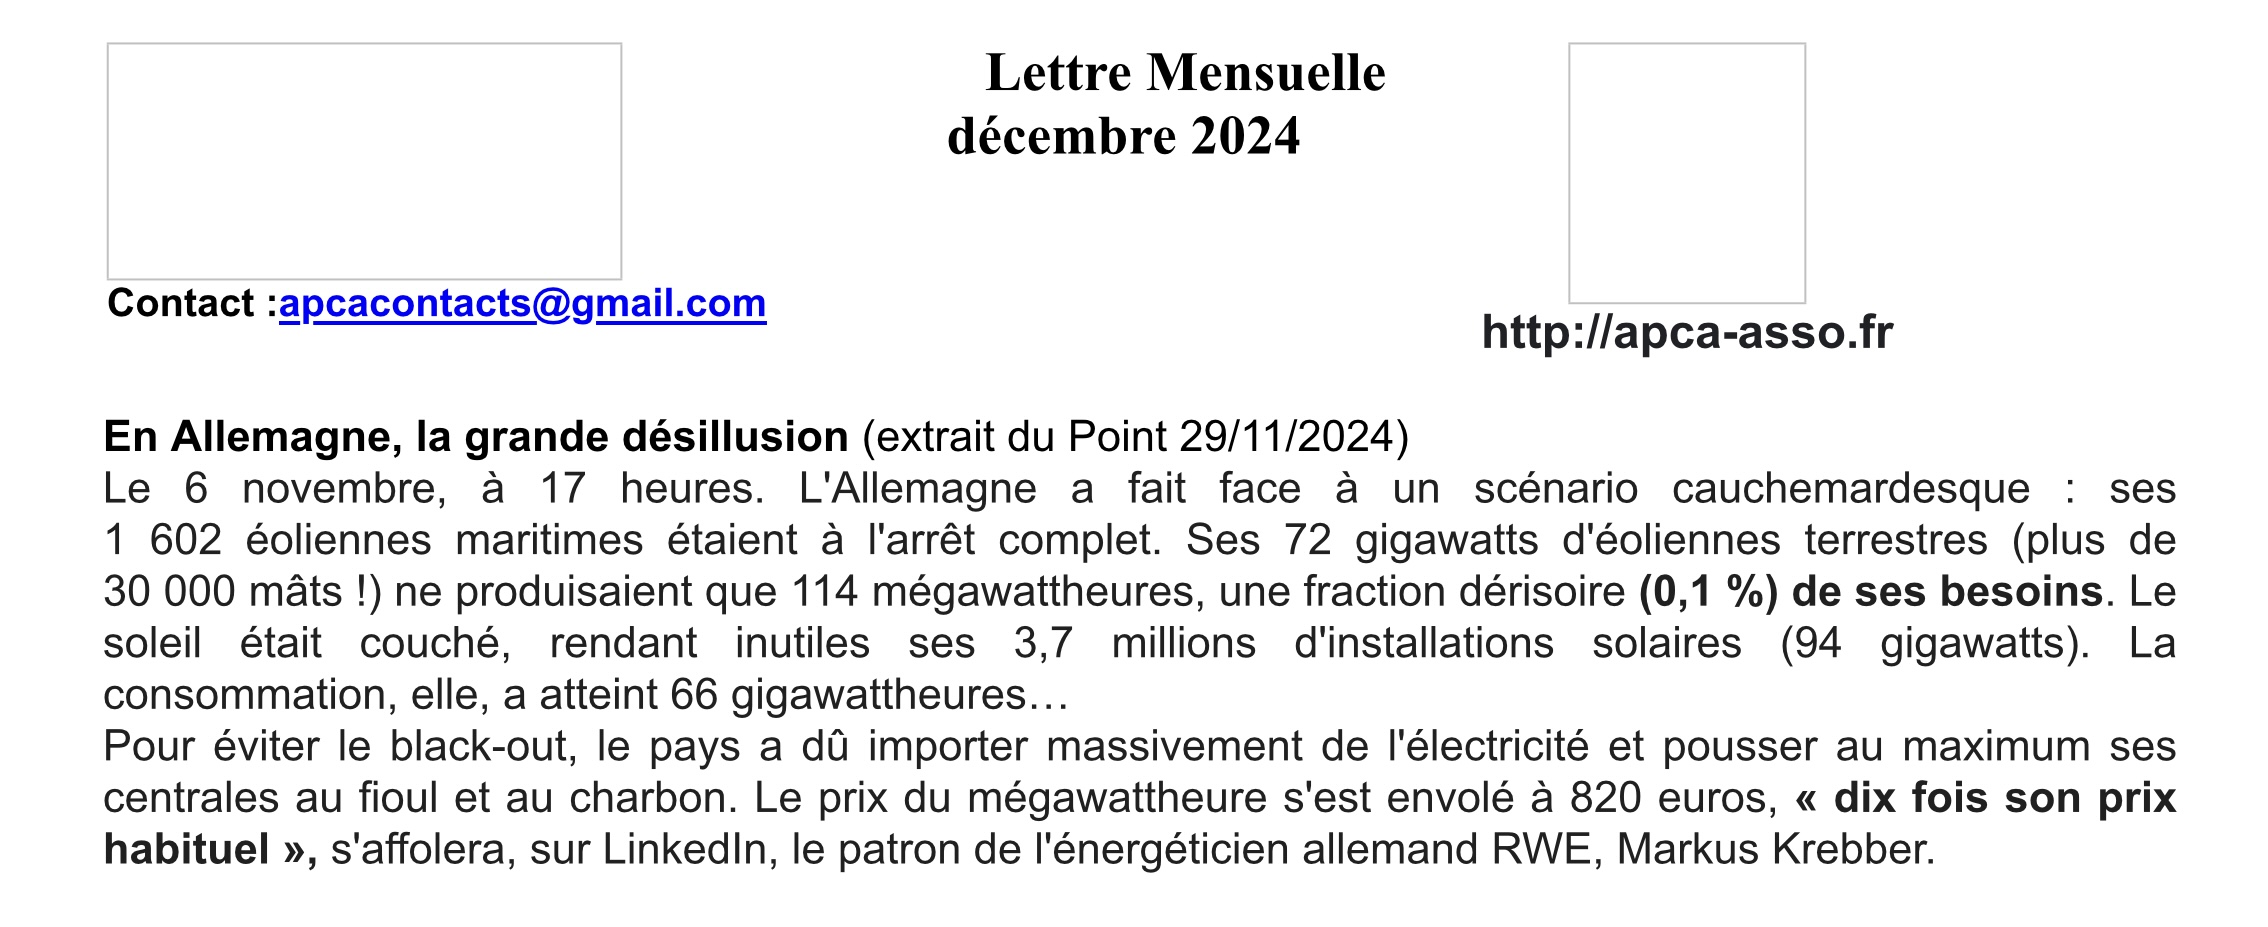 Lettre Mensuelle
décembre 2024
Contact :apcacontacts@gmail.com
http://apca-asso.fr
En Allemagne, la grande désillusion (extrait du Point 29/11/2024)
Le 6 novembre, à 17 heures. L'Allemagne a fait face à un scénario cauchemardesque : ses
1 602 éoliennes maritimes étaient à l'arrêt complet. Ses 72 gigawatts d'éoliennes terrestres (plus de
30 000 mâts !) ne produisaient que 114 mégawattheures, une fraction dérisoire (0,1 %) de ses besoins. Le
soleil était couché, rendant inutiles ses 3,7 millions d'installations solaires (94 gigawatts). La
consommation, elle, a atteint 66 gigawattheures…
Pour éviter le black-out, le pays a dû importer massivement de l'électricité et pousser au maximum ses
centrales au fioul et au charbon. Le prix du mégawattheure s'est envolé à 820 euros, « dix fois son prix
habituel », s'affolera, sur LinkedIn, le patron de l'énergéticien allemand RWE, Markus Krebber.